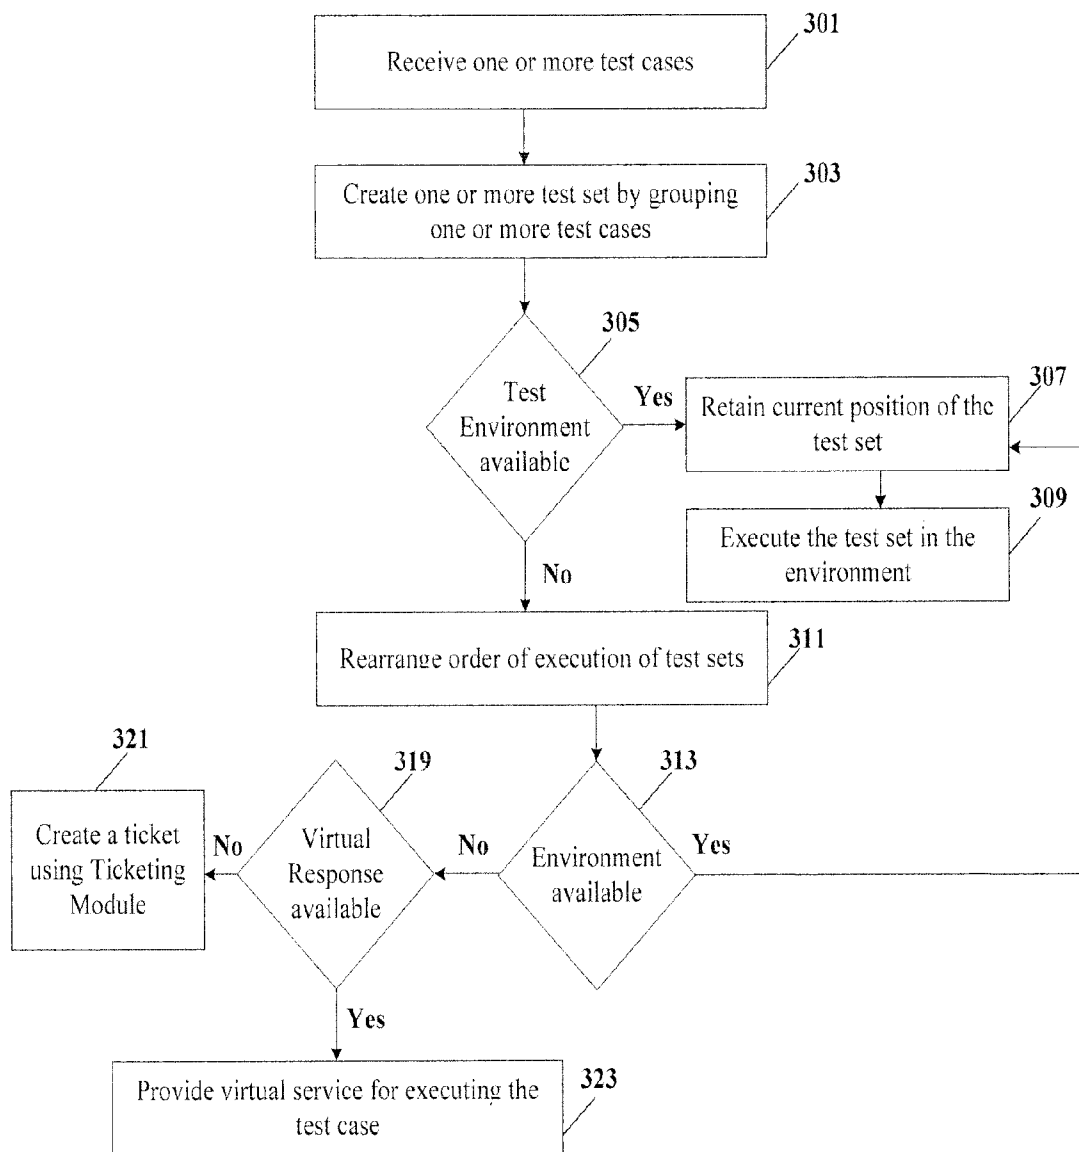 301
Receive one or more test cases
303
Create one or more test set by grouping
one or more test cases
305
Test
Environment
available
Yes
307
Retain current position of the
test set
309
Execute the test set in the
environment
No
311
Rearrange order of execution of test sets
321
Create a ticket
using Ticketing
Module
No
319
Virtual
Response
available
No
313
Environment
available
Yes
Yes
323
Provide virtual service for executing the
test case